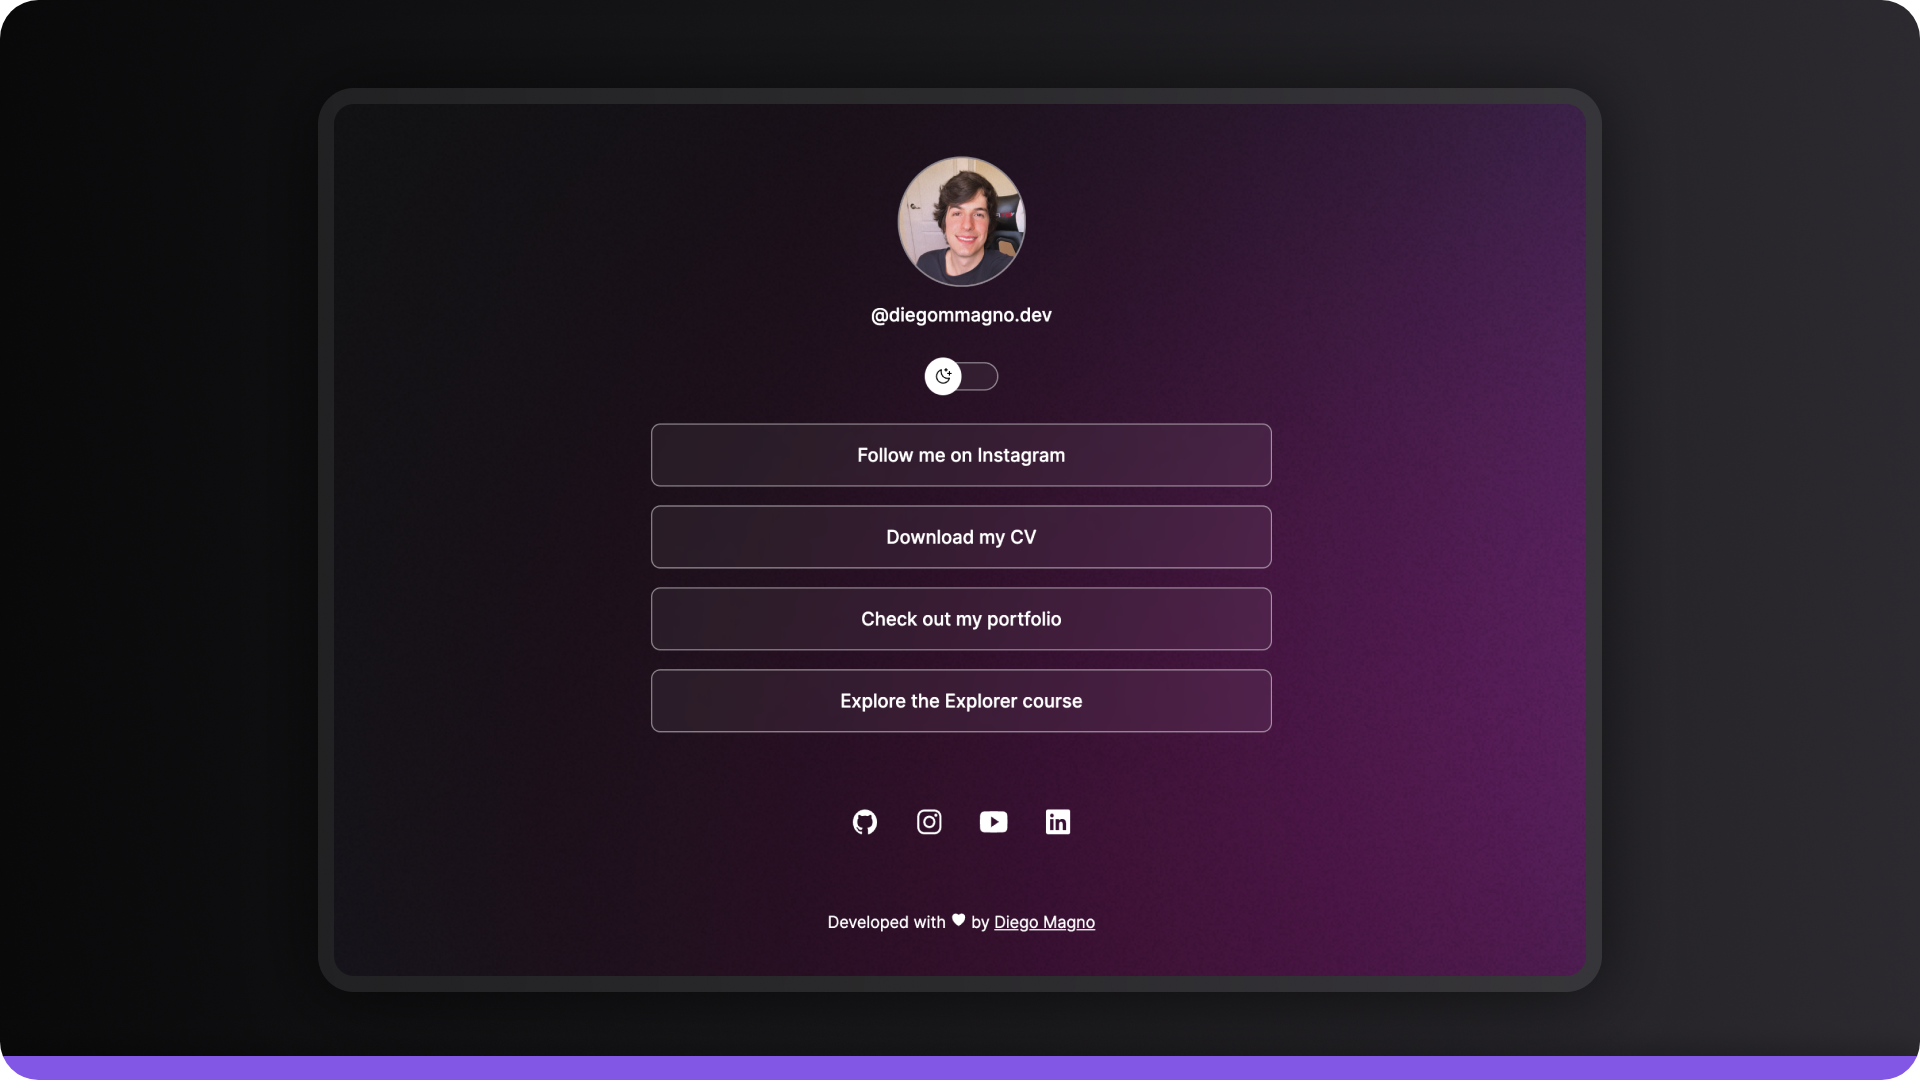 @diegommagno.dev
Follow me on Instagram
Download my CV
Check out my portfolio
Explore the Explorer course
in
Developed with ♥ by Diego Magno